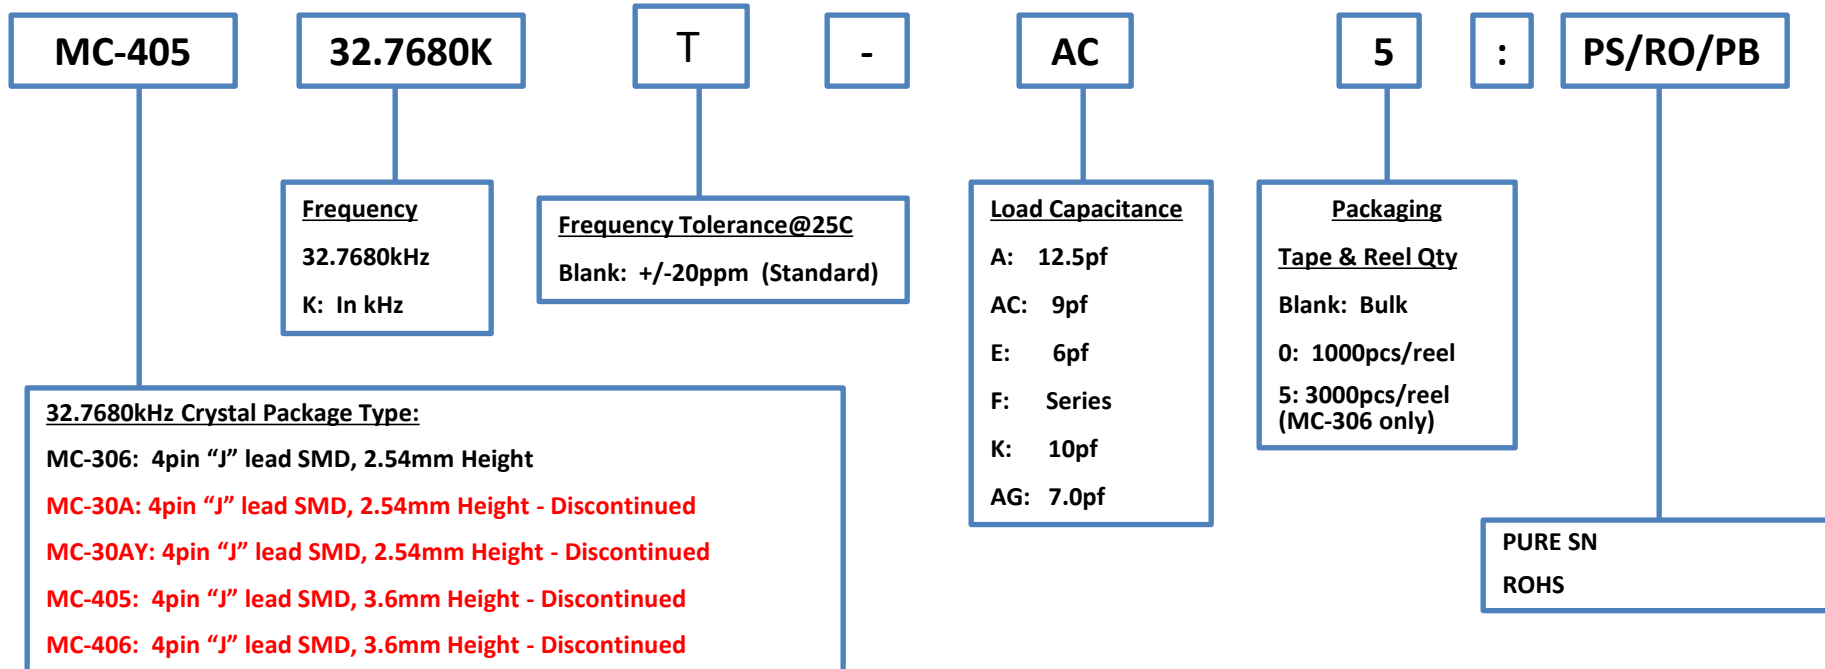 MC-405 32.7680K T - AC 5 : PS/RO/PB
Frequency
32.7680kHz
K: In kHz
Frequency Tolerance@25C
Blank: +/-20ppm (Standard)
Load Capacitance
A: 12.5pf
AC: 9pf
E: 6pf
F: Series
K: 10pf
AG: 7.0pf
Packaging
Tape & Reel Qty
Blank: Bulk
0: 1000pcs/reel
5: 3000pcs/reel
(MC-306 only)
32.7680kHz Crystal Package Type:
MC-306: 4pin “J” lead SMD, 2.54mm Height
MC-30A: 4pin “J” lead SMD, 2.54mm Height - Discontinued
MC-30AY: 4pin “J” lead SMD, 2.54mm Height - Discontinued
MC-405: 4pin “J” lead SMD, 3.6mm Height - Discontinued
MC-406: 4pin “J” lead SMD, 3.6mm Height - Discontinued
PURE SN
ROHS